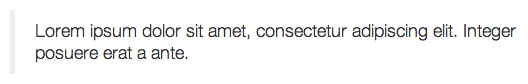 Lorem ipsum dolor sit amet, consectetur adipiscing elit. Integer
posuere erat a ante.